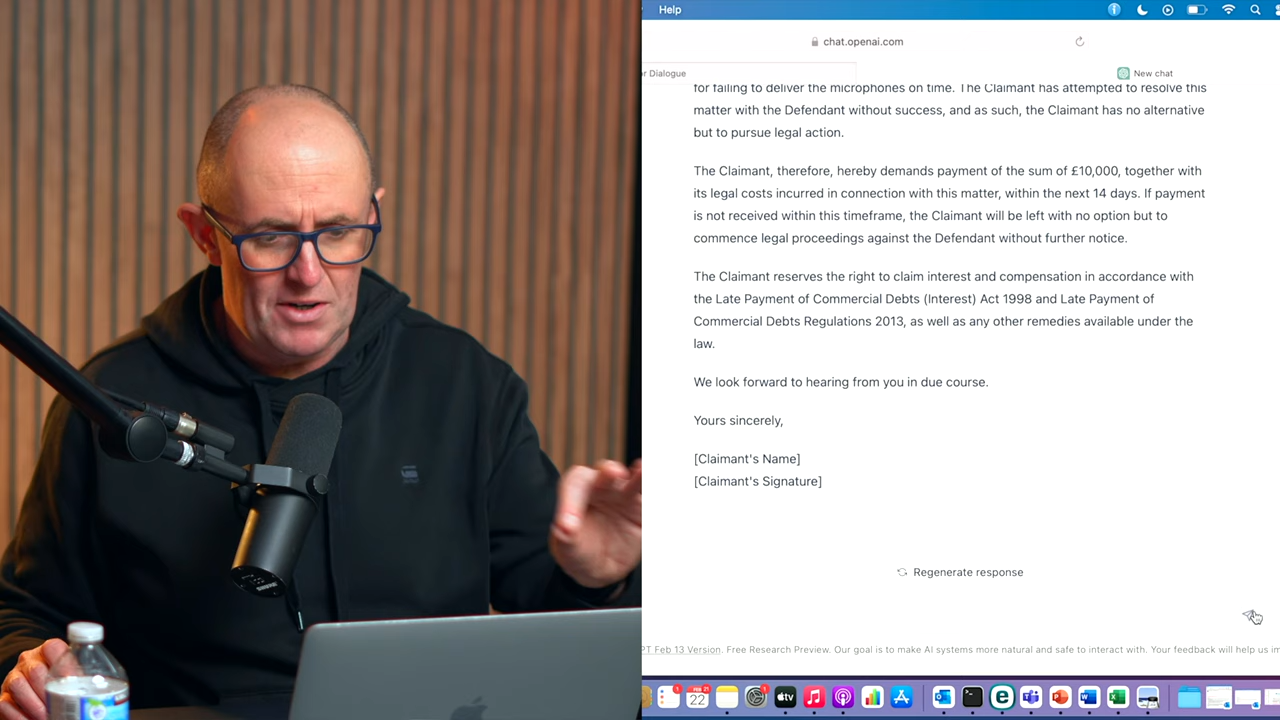 Help
chat.openai.com
r Dialogue
New chat
for failing to deliver the microphones on time. The Claimant has attempted to resolve this
matter with the Defendant without success, and as such, the Claimant has no alternative
but to pursue legal action.
The Claimant, therefore, hereby demands payment of the sum of £10,000, together with
its legal costs incurred in connection with this matter, within the next 14 days. If payment
is not received within this timeframe, the Claimant will be left with no option but to
commence legal proceedings against the Defendant without further notice.
The Claimant reserves the right to claim interest and compensation in accordance with
the Late Payment of Commercial Debts (Interest) Act 1998 and Late Payment of
Commercial Debts Regulations 2013, as well as any other remedies available under the
law.
We look forward to hearing from you in due course.
Yours sincerely,
[Claimant's Name]
[Claimant's Signature]
Regenerate response
PT Feb 13 Version. Free Research Preview. Our goal is to make AI systems more natural and safe to interact with. Your feedback will help us im
FEB
22
tv
SHURE